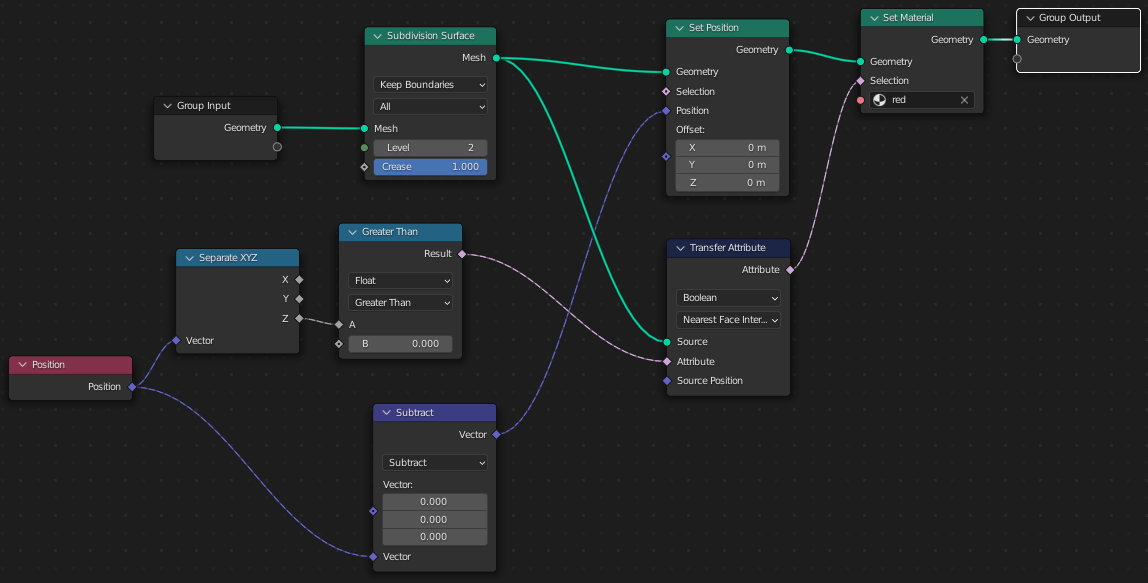 Group Input
Geometry
Subdivision Surface
Mesh
Keep Boundaries
All
Mesh
Level 2
Crease 1.000
Set Position
Geometry
Geometry
Selection
Position
Offset:
X 0 m
Y 0 m
Z 0 m
Set Material
Geometry
Geometry
Selection
red
Group Output
Geometry
Position
Position
Separate XYZ
X
Y
Z
Vector
Greater Than
Result
Float
Greater Than
A
B 0.000
Subtract
Vector
Subtract
Vector:
0.000
0.000
0.000
Vector
Transfer Attribute
Attribute
Boolean
Nearest Face Inter...
Source
Attribute
Source Position